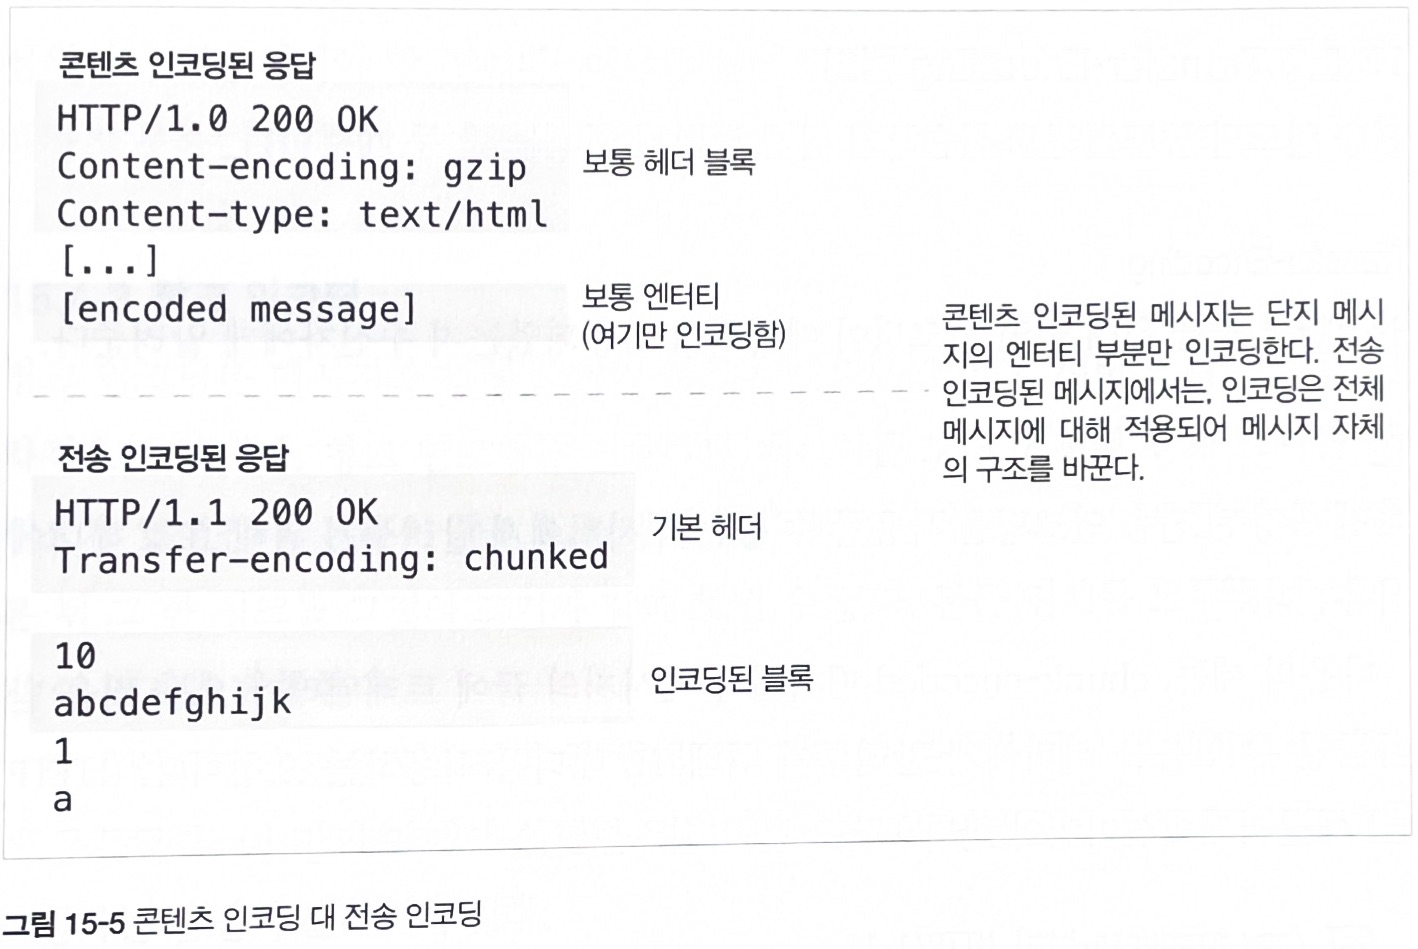 콘텐츠 인코딩된 응답
HTTP/1.0 200 OK
Content-encoding: gzip
Content-type: text/html
보통 헤더 블록
[...]
[encoded message]
보통 엔터티
(여기만 인코딩함)
전송 인코딩된 응답
HTTP/1.1 200 OK
Transfer-encoding: chunked
기본 헤더
10
abcdefghijk
인코딩된 블록
1
a
콘텐츠 인코딩된 메시지는 단지 메시
지의 엔터티 부분만 인코딩한다. 전송
인코딩된 메시지에서는, 인코딩은 전체
메시지에 대해 적용되어 메시지 자체
의 구조를 바꾼다.
그림 15-5 콘텐츠 인코딩 대 전송 인코딩